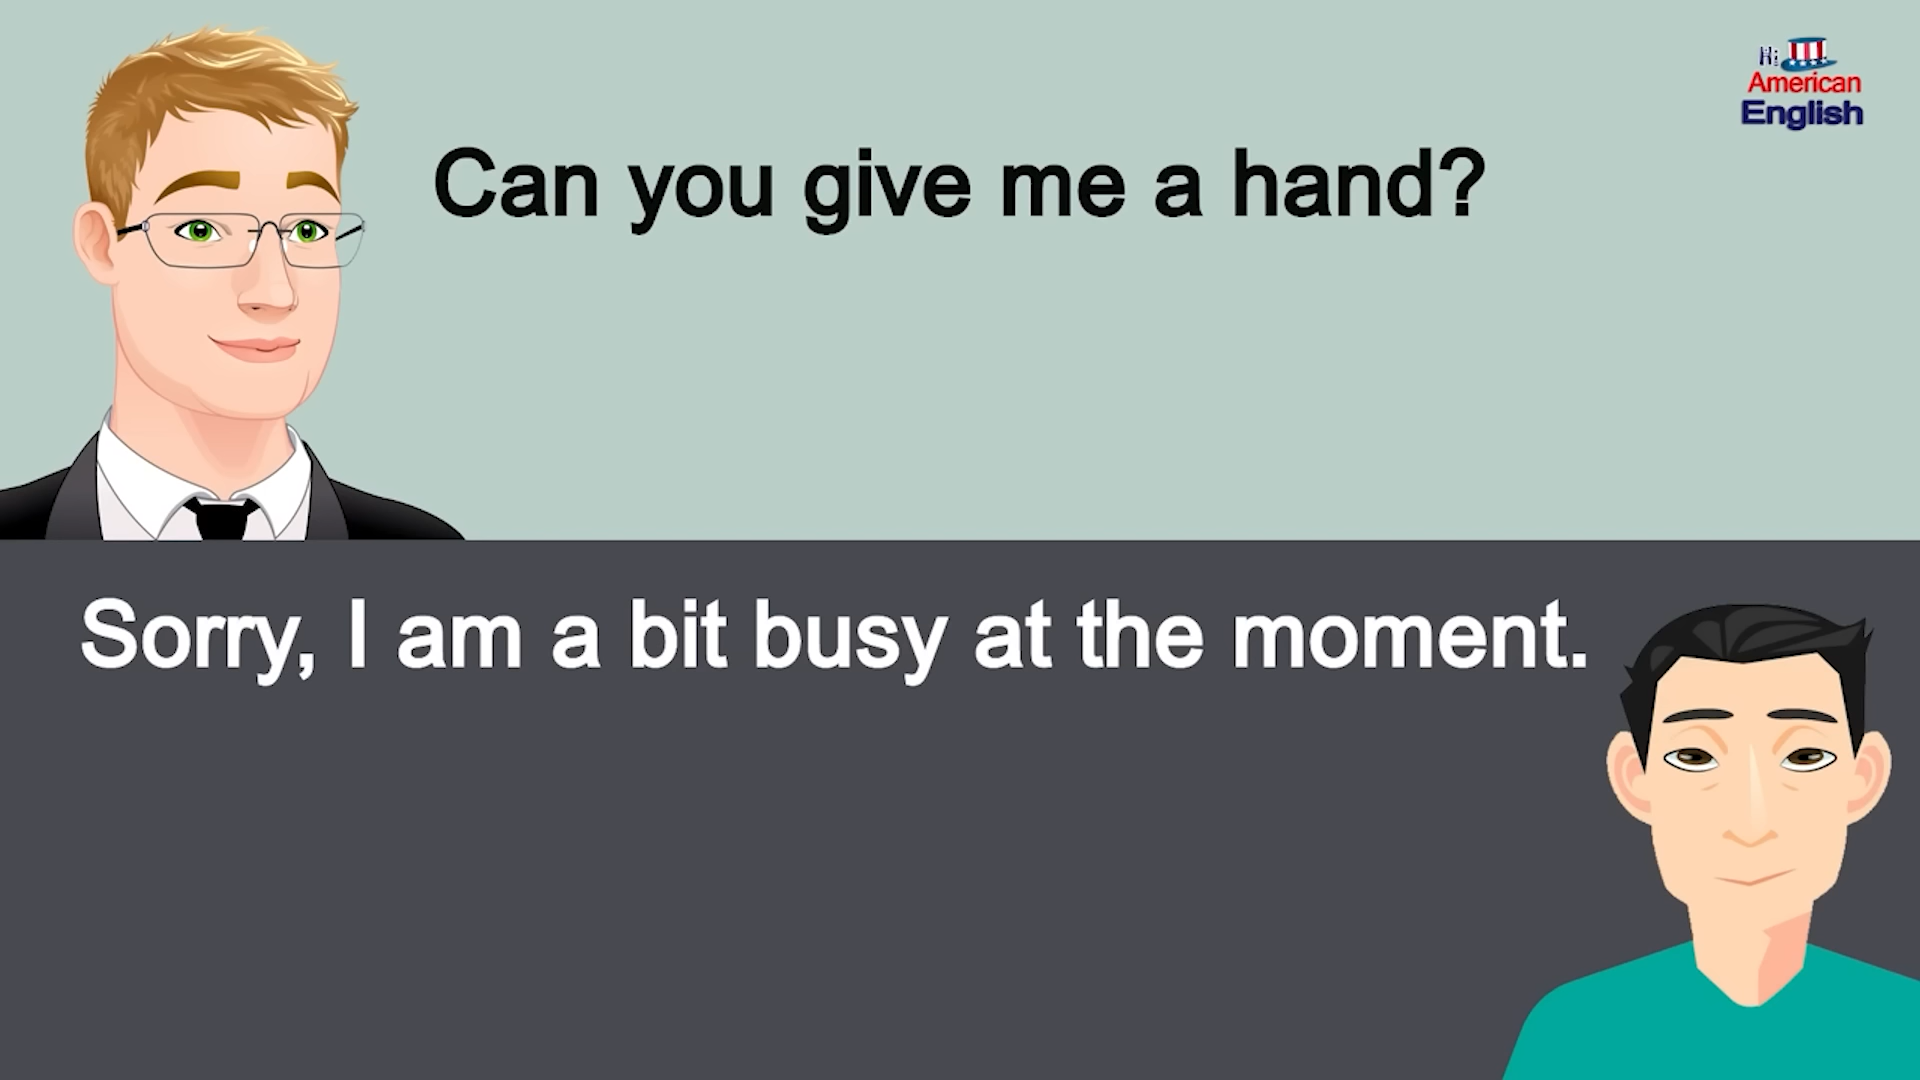 Hi
American
English
Can you give me a hand?
Sorry, I am a bit busy at the moment.